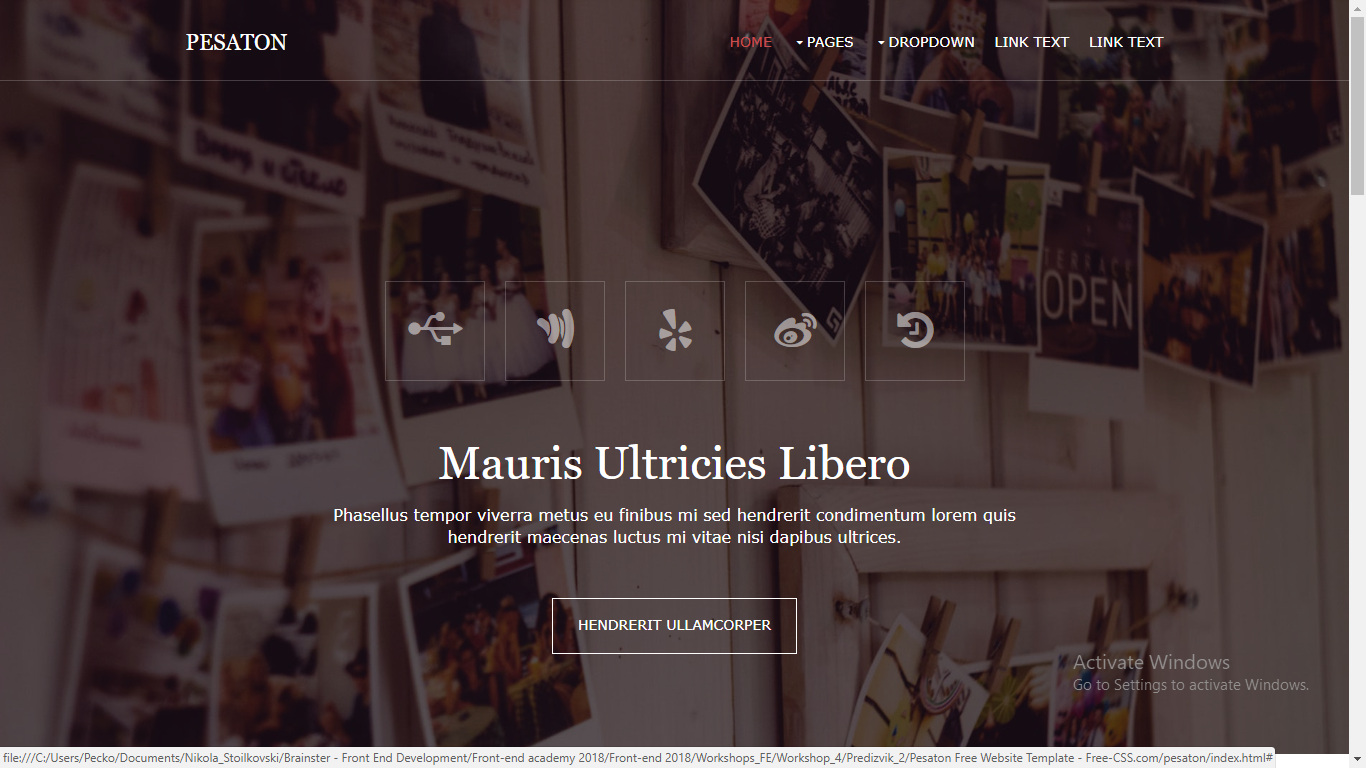 PESATON
HOME PAGES DROPDOWN LINK TEXT LINK TEXT
TERRACE
OPEN
Mauris Ultricies Libero
Phasellus tempor viverra metus eu finibus mi sed hendrerit condimentum lorem quis
hendrerit maecenas luctus mi vitae nisi dapibus ultrices.
HENDRERIT ULLAMCORPER
Activate Windows
Go to Settings to activate Windows.
file:///C:/Users/Pecko/Documents/Nikola_Stoilkovski/Brainster - Front End Development/Front-end academy 2018/Front-end 2018/Workshops_FE/Workshop_4/Predizvik_2/Pesaton Free Website Template - Free-CSS.com/pesaton/index.html#